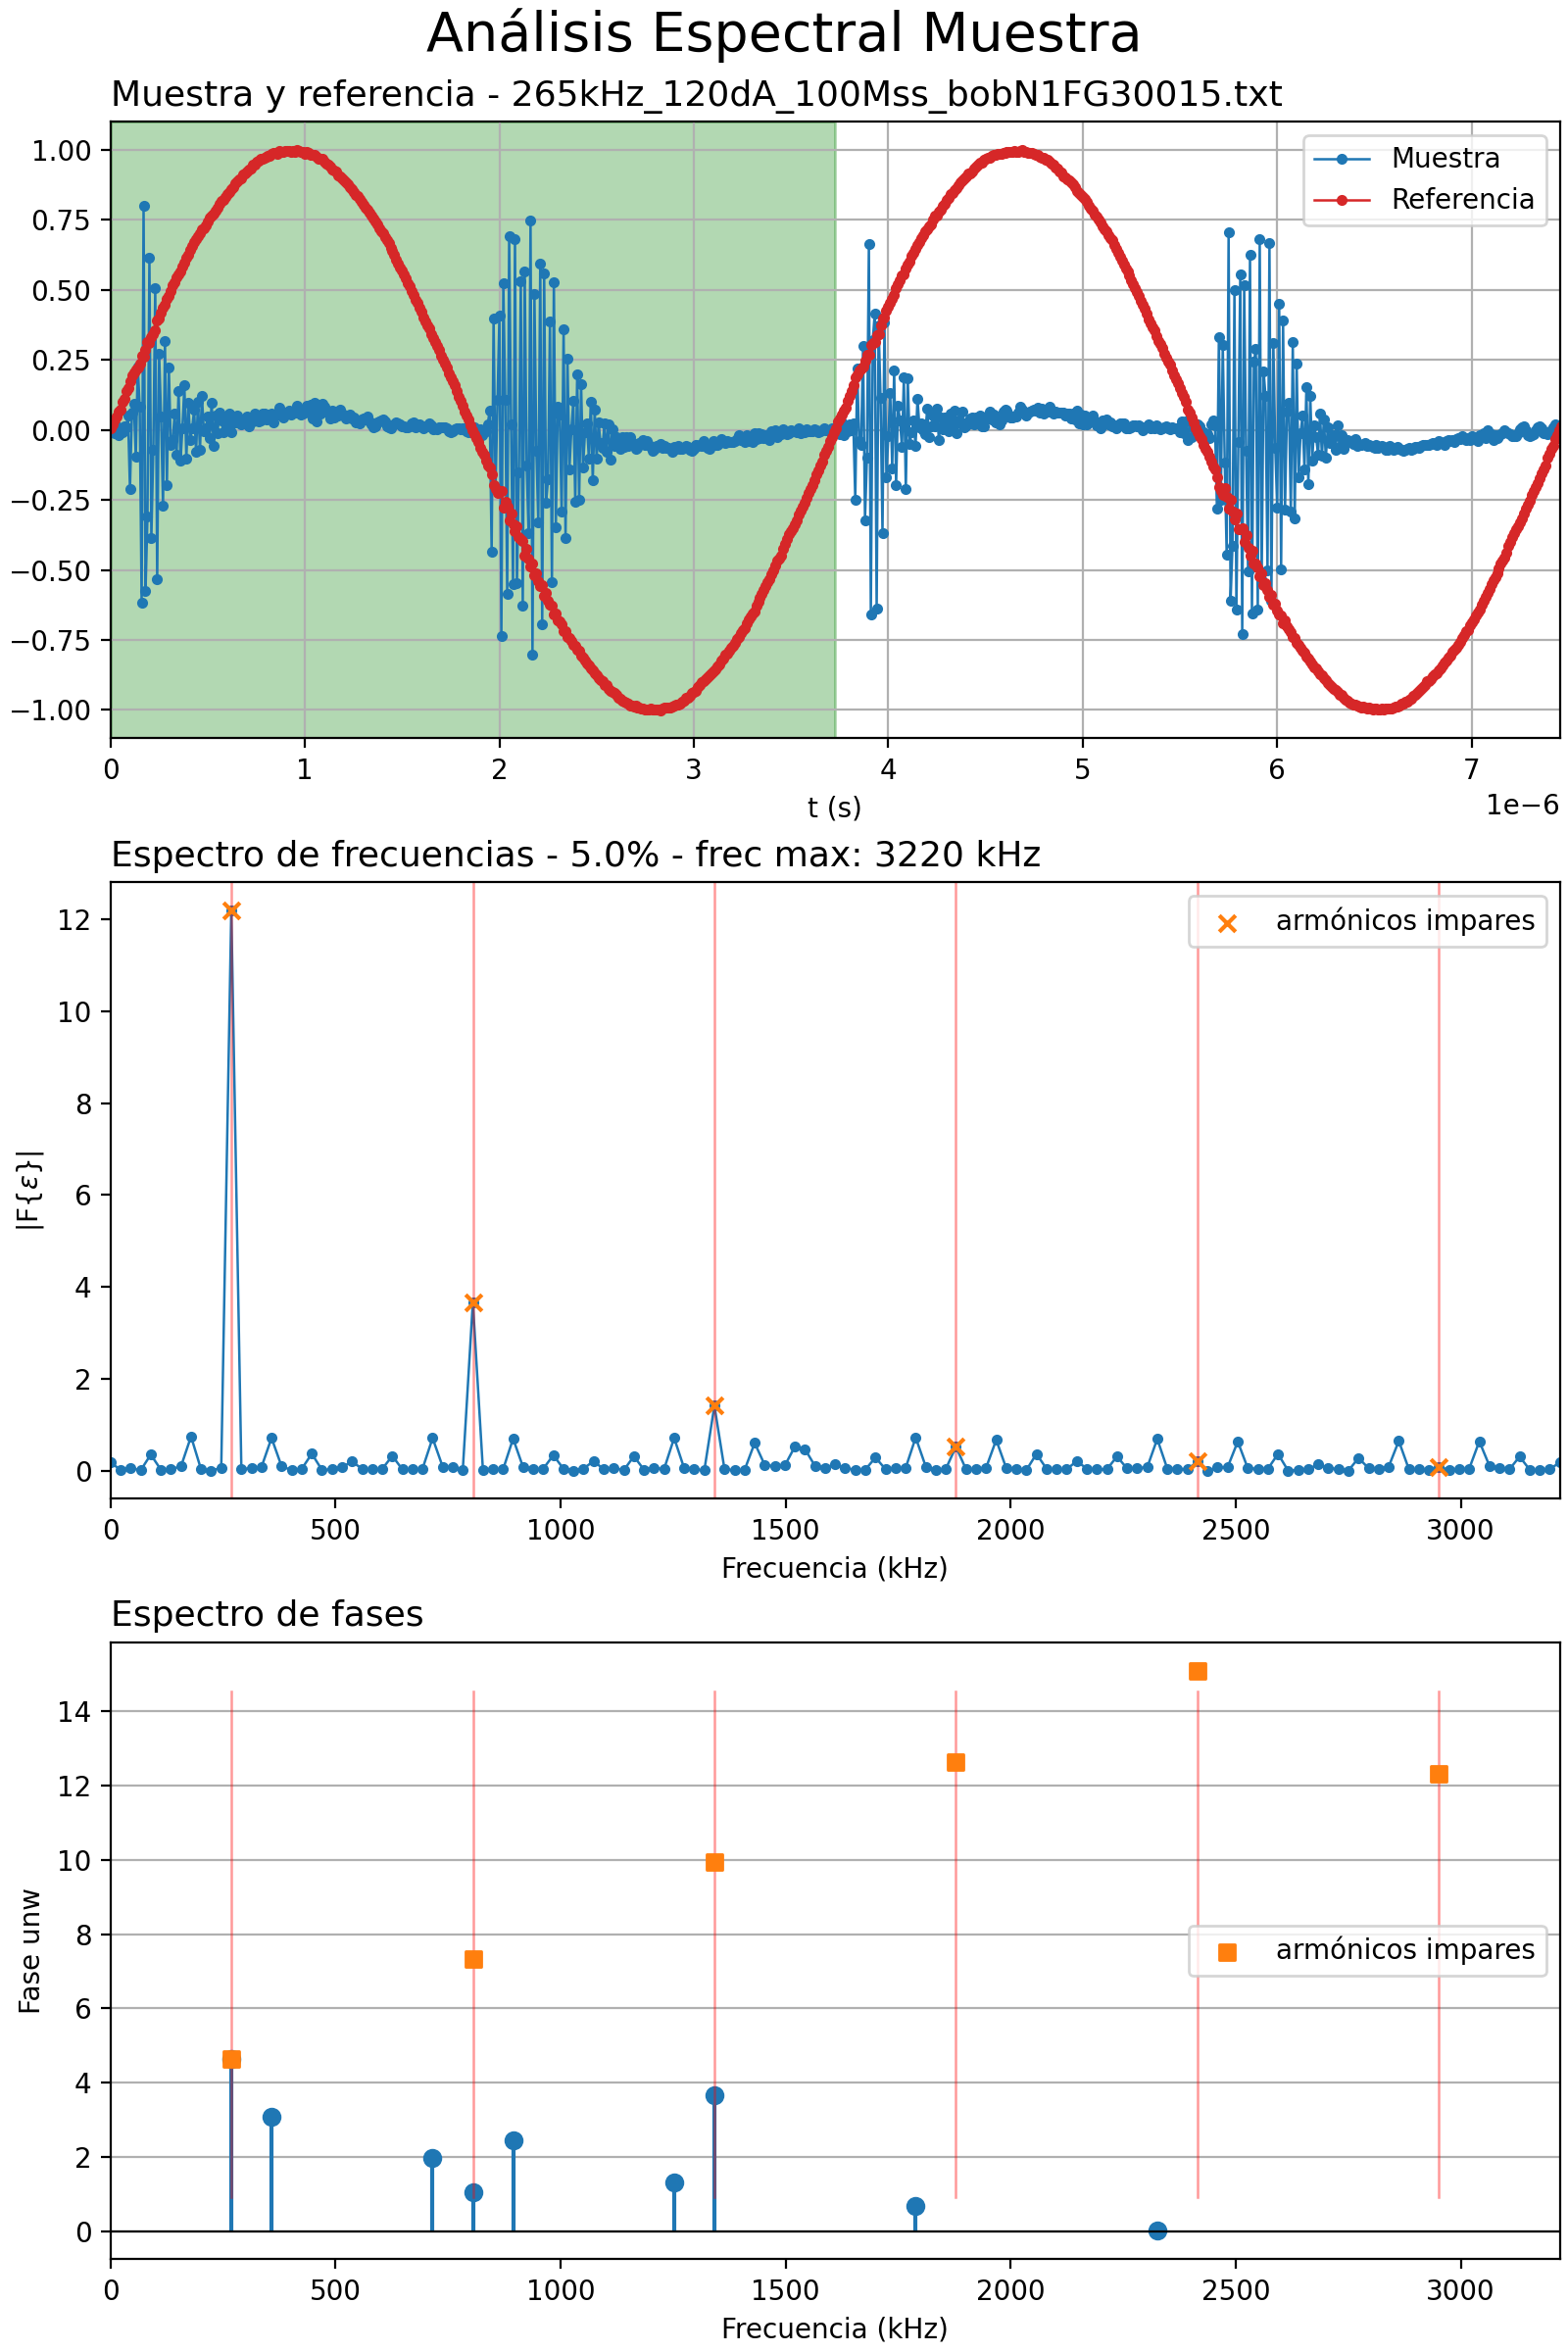 Análisis Espectral Muestra
Muestra y referencia - 265kHz_120dA_100Mss_bobN1FG30015.txt
1.00
0.75
0.50
0.25
0.00
−0.25
−0.50
−0.75
−1.00
Muestra
Referencia
0 1 2 3 4 5 6 7
t (s)
1e−6
Espectro de frecuencias - 5.0% - frec max: 3220 kHz
12
10
8
6
4
2
0
|F{ε}|
armónicos impares
0 500 1000 1500 2000 2500 3000
Frecuencia (kHz)
Espectro de fases
14
12
10
8
6
4
2
0
Fase unw
armónicos impares
0 500 1000 1500 2000 2500 3000
Frecuencia (kHz)